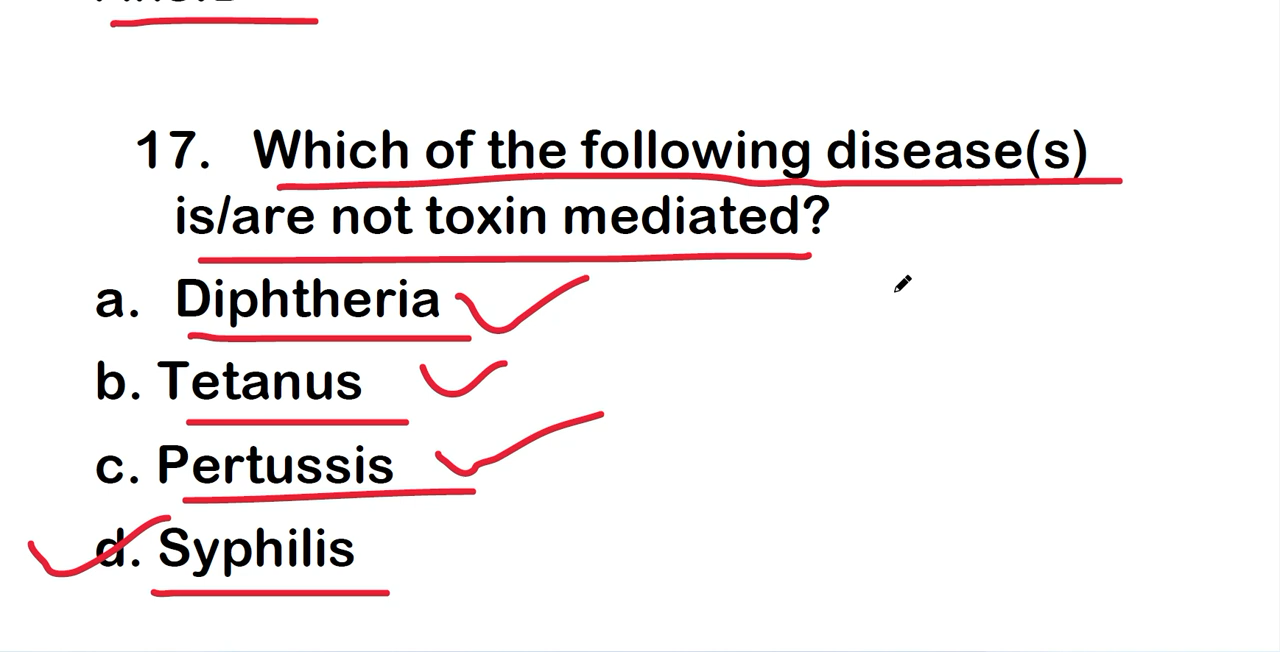 17. Which of the following disease(s)
is/are not toxin mediated?
a. Diphtheria
b. Tetanus
c. Pertussis
d. Syphilis